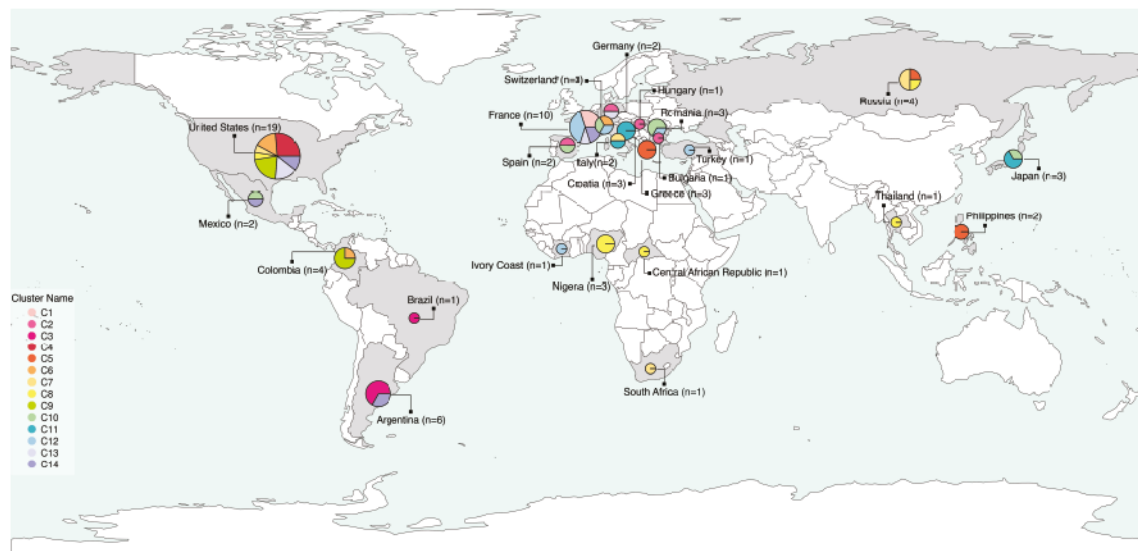 Germany (n=2)
Switzerland (n=
Hungary (n=1)
Russia (n=4)
United States (n=19)
France (n=10)
Romania (n=3)
Spain (n=2)
Italy(n=2)
Turkey (n=1)
Bulgaria (n=1)
Japan (n=3)
Croatia (n=3)
Greece (n=3)
Mexico (n=2)
Thailand (n=1)
Philippines (n=2)
Colombia (n=4)
Ivory Coast (n=1)
Central African Republic (n=1)
Nigera (n=3)
Brazil (n=1)
Cluster Name
C1
C2
C3
C4
C5
C6
C7
C8
C9
C10
C11
C12
C13
C14
South Africa (n=1)
Argentina (n=6)